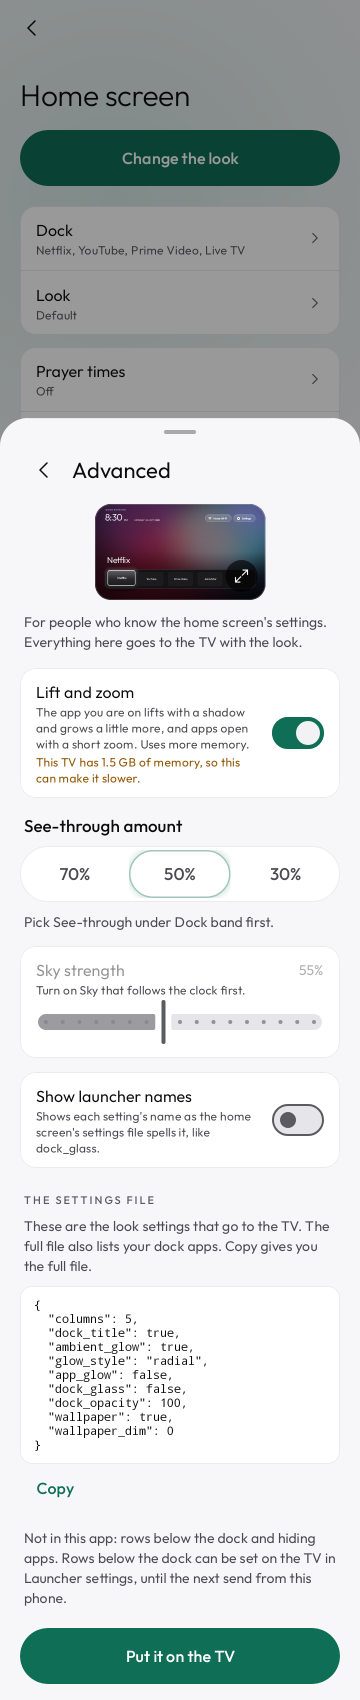 Home screen
Change the look
Dock
Netflix, YouTube, Prime Video, Live TV
Look
Default
Prayer times
Off
Advanced
8:30
Netflix
For people who know the home screen's settings.
Everything here goes to the TV with the look.
Lift and zoom
The app you are on lifts with a shadow
and grows a little more, and apps open
with a short zoom. Uses more memory.
This TV has 1.5 GB of memory, so this
can make it slower.
See-through amount
70%
50%
30%
Pick See-through under Dock band first.
Sky strength
55%
Turn on Sky that follows the clock first.
Show launcher names
Shows each setting's name as the home
screen's settings file spells it, like
dock_glass.
THE SETTINGS FILE
These are the look settings that go to the TV. The
full file also lists your dock apps. Copy gives you
the full file.
{
"columns": 5,
"dock_title": true,
"ambient_glow": true,
"glow_style": "radial",
"app_glow": false,
"dock_glass": false,
"dock_opacity": 100,
"wallpaper": true,
"wallpaper_dim": 0
}
Copy
Not in this app: rows below the dock and hiding
apps. Rows below the dock can be set on the TV in
Launcher settings, until the next send from this
phone.
Put it on the TV